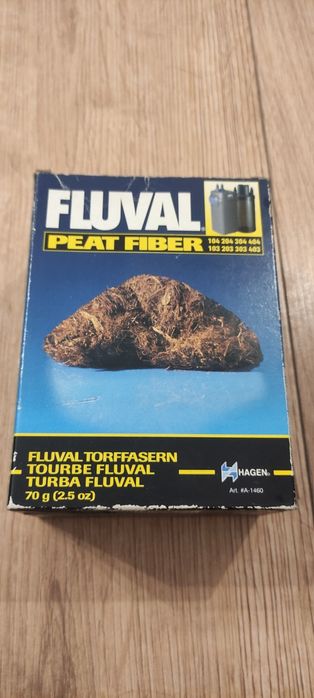 FLUVAL®
PEAT FIBER
104 204 304 404
103 203 303 403
FLUVAL TORFFASERN
TOURBE FLUVAL
TURBA FLUVAL
70 g (2.5 oz)
HAGEN®
Art. #A-1460